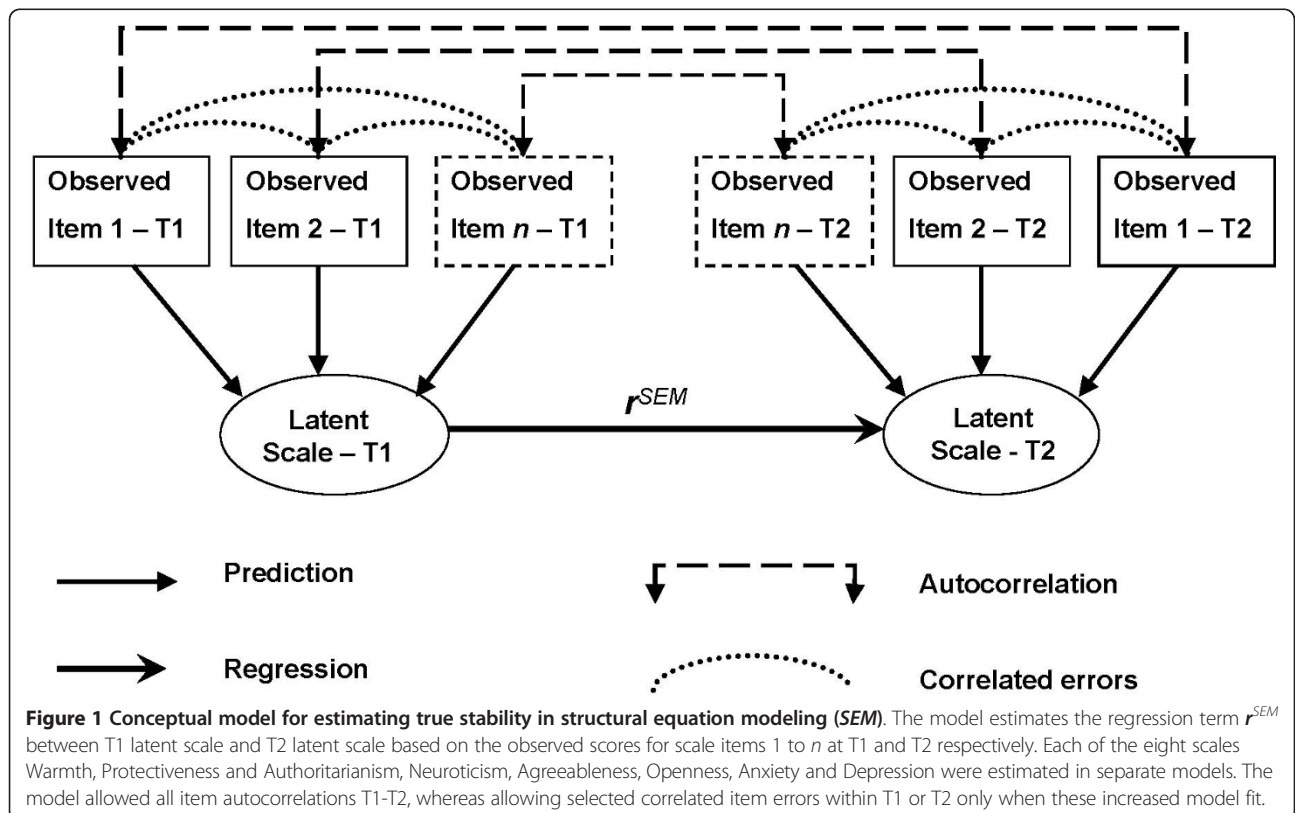 Observed Item 1 – T1
Observed Item 2 – T1
Observed Item n – T1
Observed Item n – T2
Observed Item 2 – T2
Observed Item 1 – T2
Latent Scale – T1
r^SEM
Latent Scale - T2
Prediction
Autocorrelation
Regression
Correlated errors
Figure 1 Conceptual model for estimating true stability in structural equation modeling (SEM). The model estimates the regression term r^SEM
between T1 latent scale and T2 latent scale based on the observed scores for scale items 1 to n at T1 and T2 respectively. Each of the eight scales
Warmth, Protectiveness and Authoritarianism, Neuroticism, Agreeableness, Openness, Anxiety and Depression were estimated in separate models. The
model allowed all item autocorrelations T1-T2, whereas allowing selected correlated item errors within T1 or T2 only when these increased model fit.